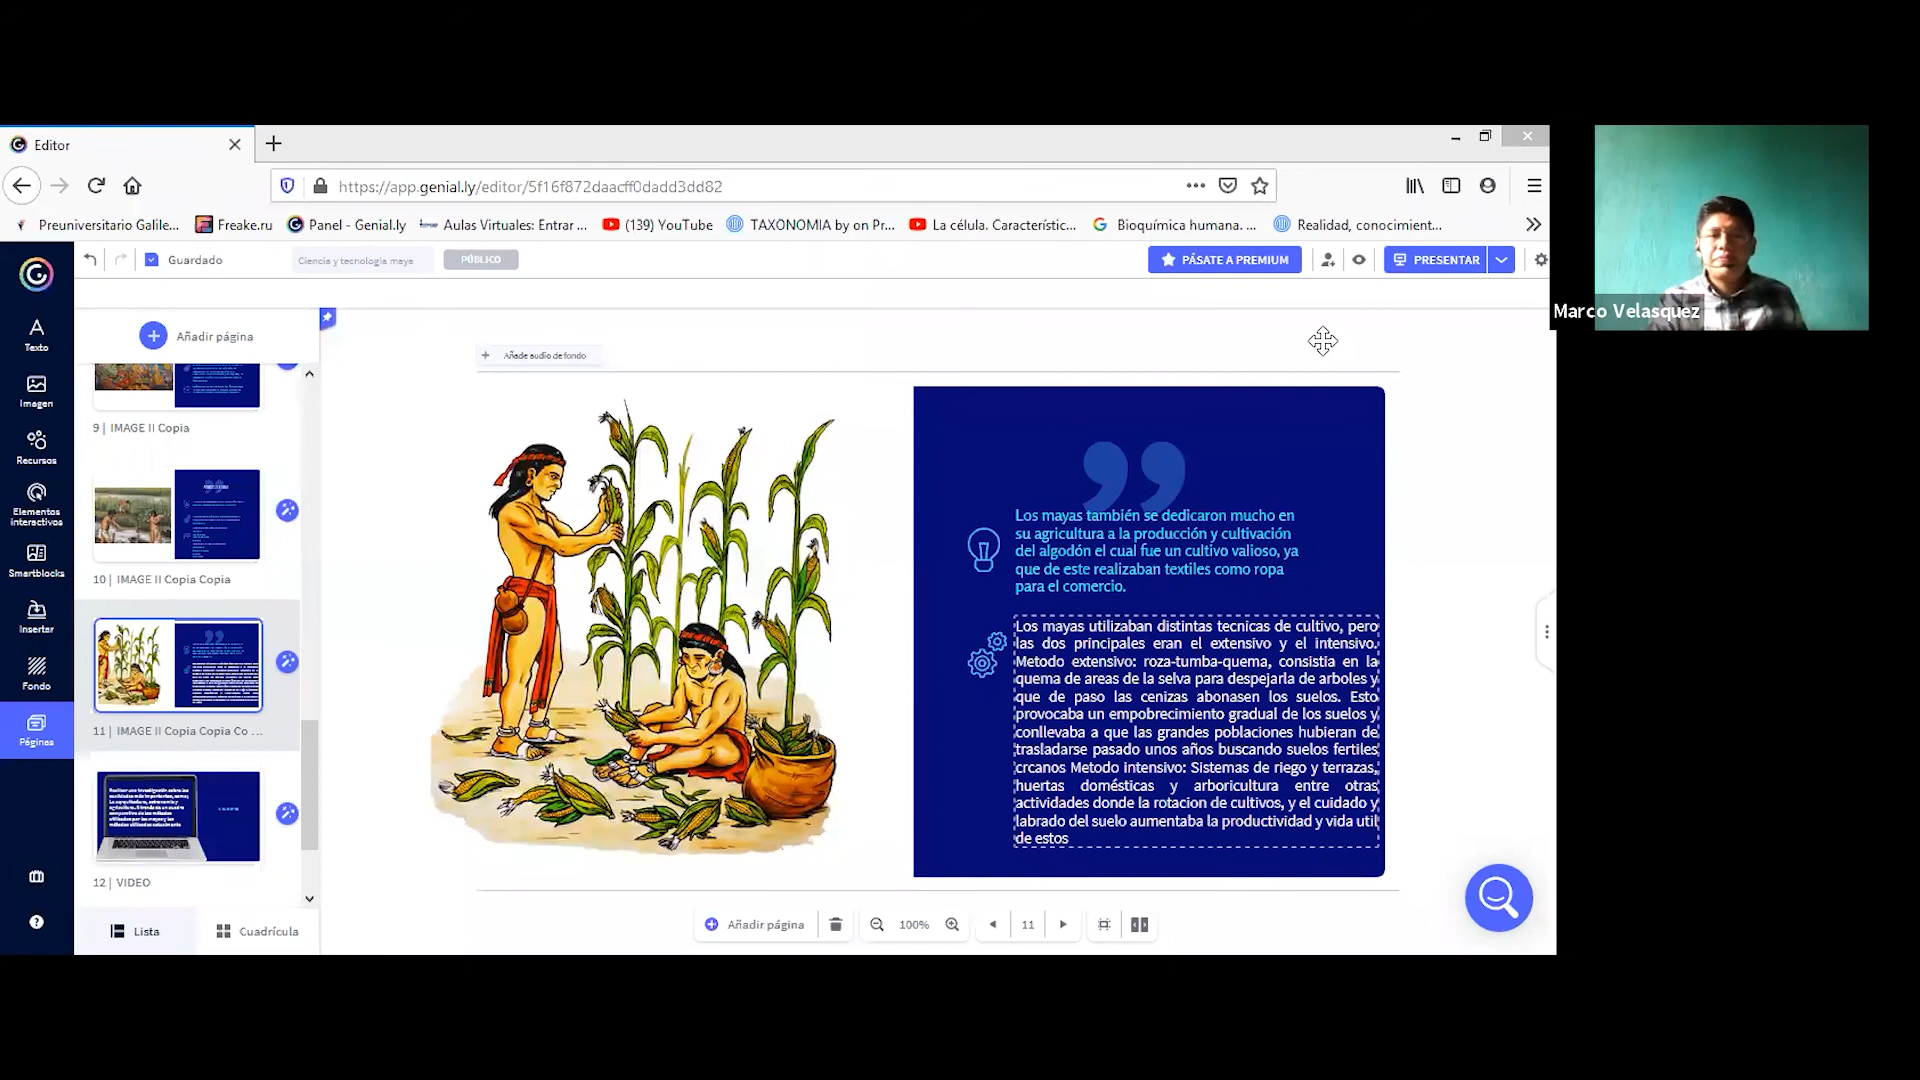 Editor
https://app.genial.ly/editor/5f16f872daacff0dadd3dd82
Preuniversitario Galile...
Freake.ru
Panel - Genial.ly
Aulas Virtuales: Entrar ...
(139) YouTube
TAXONOMIA by on Pr...
La célula. Característic...
Bioquímica humana. ...
Realidad, conocimient...
Guardado
Ciencia y tecnologia maya
PÚBLICO
PÁSATE A PREMIUM
PRESENTAR
Marco Velasquez
Texto
Imagen
Recursos
Elementos
interactivos
Smartblocks
Insertar
Fondo
Páginas
Añadir página
9 | IMAGE II Copia
10 | IMAGE II Copia Copia
11 | IMAGE II Copia Copia Co ...
12 | VIDEO
Lista
Cuadrícula
Añade audio de fondo
Los mayas también se dedicaron mucho en
su agricultura a la producción y cultivación
del algodón el cual fue un cultivo valioso, ya
que de este realizaban textiles como ropa
para el comercio.
Los mayas utilizaban distintas tecnicas de cultivo, pero
las dos principales eran el extensivo y el intensivo.
Metodo extensivo: roza-tumba-quema, consistia en la
quema de areas de la selva para despejarla de arboles y
que de paso las cenizas abonasen los suelos. Esto
provocaba un empobrecimiento gradual de los suelos y
conllevaba a que las grandes poblaciones hubieran de
trasladarse pasado unos años buscando suelos fertiles
crcanos Metodo intensivo: Sistemas de riego y terrazas,
huertas domésticas y arboricultura entre otras
actividades donde la rotacion de cultivos, y el cuidado y
labrado del suelo aumentaba la productividad y vida util
de estos
Añadir página
100%
11